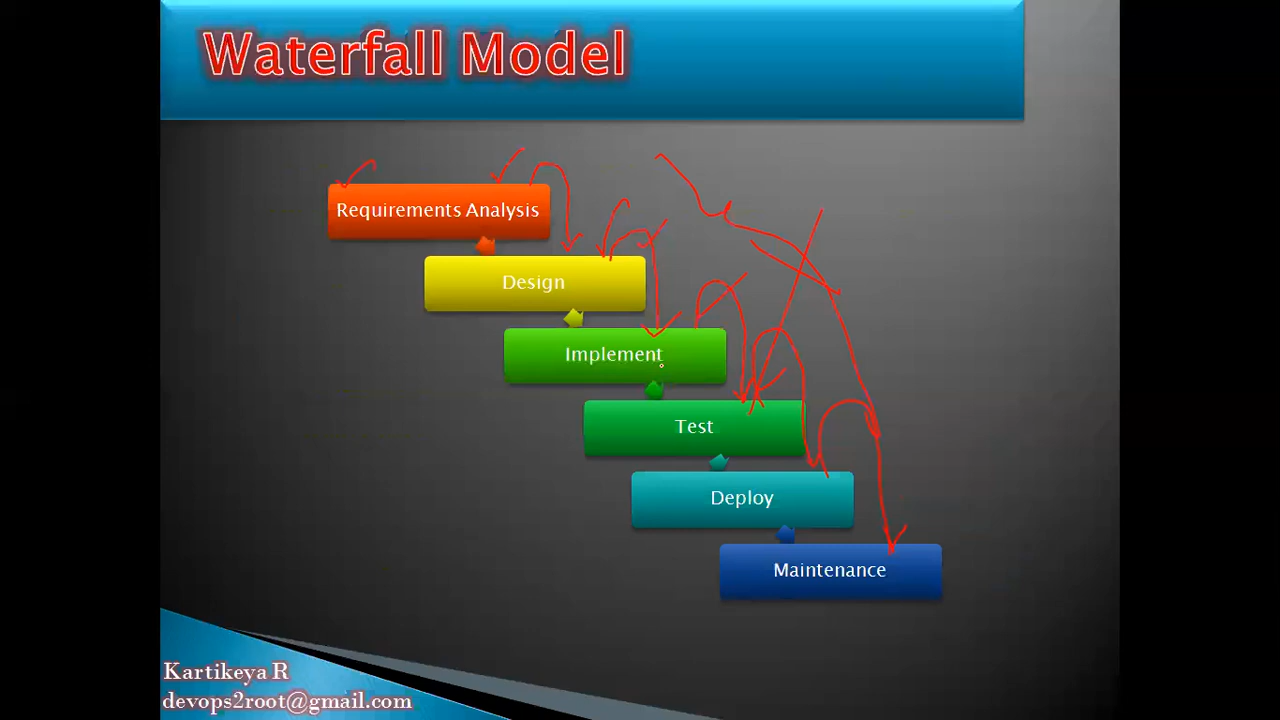 Waterfall Model
Requirements Analysis
Design
Implement
Test
Deploy
Maintenance
Kartikeya R
devops2root@gmail.com